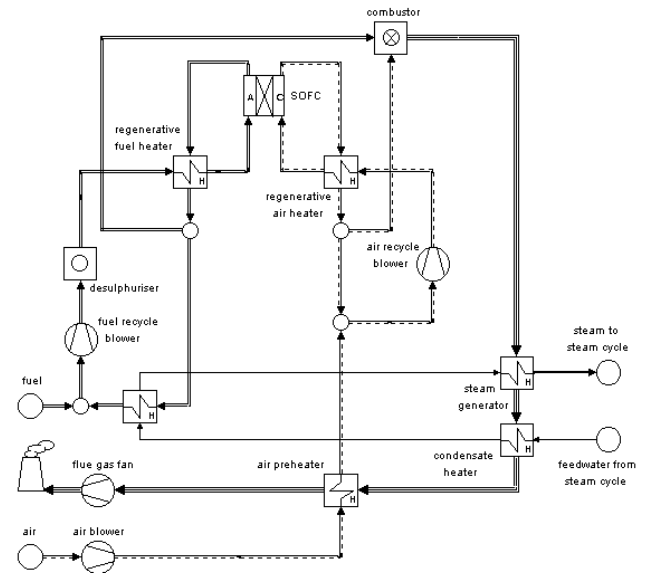 combustor
A
C
SOFC
regenerative
fuel heater
H
H
regenerative
air heater
air recycle
blower
desulphuriser
fuel recycle
blower
steam to
steam cycle
fuel
H
H
steam
generator
H
flue gas fan
air preheater
condensate
heater
feedwater from
steam cycle
H
air
air blower